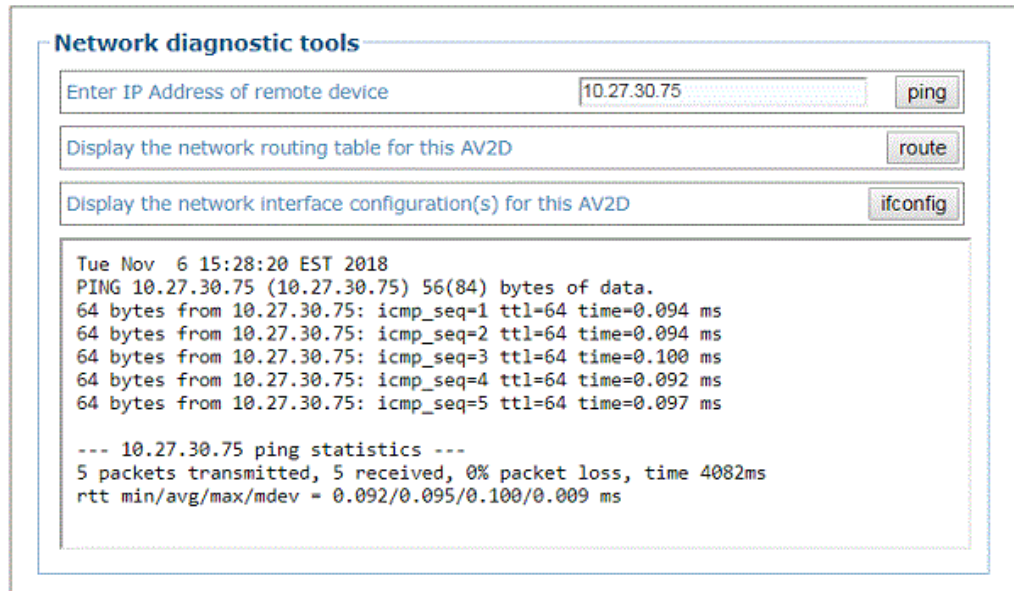 Network diagnostic tools
Enter IP Address of remote device 10.27.30.75 ping
Display the network routing table for this AV2D route
Display the network interface configuration(s) for this AV2D ifconfig
Tue Nov  6 15:28:20 EST 2018
PING 10.27.30.75 (10.27.30.75) 56(84) bytes of data.
64 bytes from 10.27.30.75: icmp_seq=1 ttl=64 time=0.094 ms
64 bytes from 10.27.30.75: icmp_seq=2 ttl=64 time=0.094 ms
64 bytes from 10.27.30.75: icmp_seq=3 ttl=64 time=0.100 ms
64 bytes from 10.27.30.75: icmp_seq=4 ttl=64 time=0.092 ms
64 bytes from 10.27.30.75: icmp_seq=5 ttl=64 time=0.097 ms
--- 10.27.30.75 ping statistics ---
5 packets transmitted, 5 received, 0% packet loss, time 4082ms
rtt min/avg/max/mdev = 0.092/0.095/0.100/0.009 ms